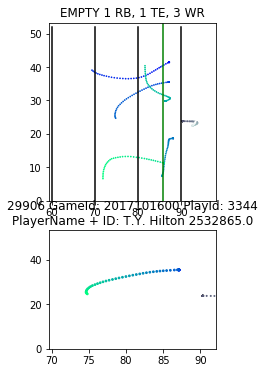 EMPTY 1 RB, 1 TE, 3 WR
50
40
30
20
10
0
60 70 80 90
29906 GameId: 2017101600 PlayId: 3344
PlayerName + ID: T.Y. Hilton 2532865.0
40
20
0
70 75 80 85 90